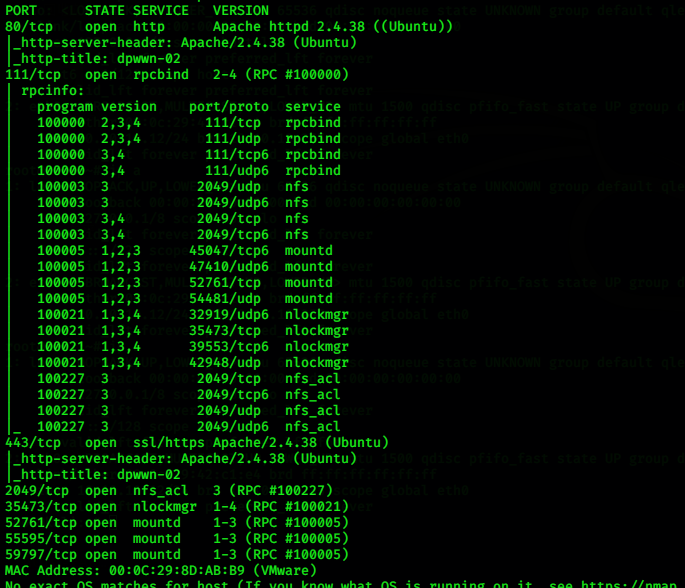 PORT      STATE SERVICE   VERSION
80/tcp    open  http      Apache httpd 2.4.38 ((Ubuntu))
|_http-server-header: Apache/2.4.38 (Ubuntu)
|_http-title: dpwwn-02
111/tcp   open  rpcbind   2-4 (RPC #100000)
| rpcinfo:
|   program version    port/proto  service
|   100000  2,3,4        111/tcp   rpcbind
|   100000  2,3,4        111/udp   rpcbind
|   100000  3,4          111/tcp6  rpcbind
|   100000  3,4          111/udp6  rpcbind
|   100003  3           2049/udp   nfs
|   100003  3           2049/udp6  nfs
|   100003  3,4         2049/tcp   nfs
|   100003  3,4         2049/tcp6  nfs
|   100005  1,2,3      45047/tcp6  mountd
|   100005  1,2,3      47410/udp6  mountd
|   100005  1,2,3      52761/tcp   mountd
|   100005  1,2,3      54481/udp   mountd
|   100021  1,3,4      32919/udp6  nlockmgr
|   100021  1,3,4      35473/tcp   nlockmgr
|   100021  1,3,4      39553/tcp6  nlockmgr
|   100021  1,3,4      42948/udp   nlockmgr
|   100227  3           2049/tcp   nfs_acl
|   100227  3           2049/tcp6  nfs_acl
|   100227  3           2049/udp   nfs_acl
|_  100227  3           2049/udp6  nfs_acl
443/tcp   open  ssl/https Apache/2.4.38 (Ubuntu)
|_http-server-header: Apache/2.4.38 (Ubuntu)
|_http-title: dpwwn-02
2049/tcp  open  nfs_acl   3 (RPC #100227)
35473/tcp open  nlockmgr  1-4 (RPC #100021)
52761/tcp open  mountd    1-3 (RPC #100005)
55595/tcp open  mountd    1-3 (RPC #100005)
59797/tcp open  mountd    1-3 (RPC #100005)
MAC Address: 00:0C:29:8D:AB:B9 (VMware)
No exact OS matches for host (If you know what OS is running on it, see https://nmap